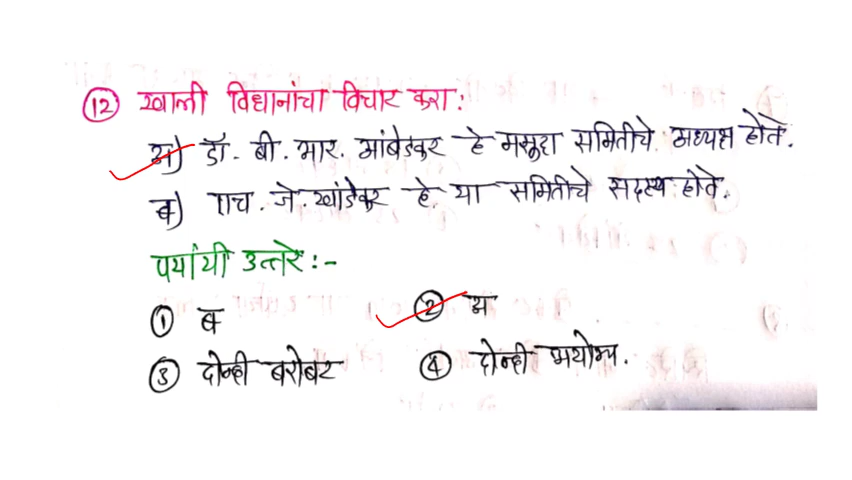 १२ खाली विधानांचा विचार करा:
अ) डॉ. बी. आर. आंबेडकर हे मसुदा समितीचे अध्यक्ष होते.
ब) एच. जे. खांडेकर हे या समितीचे सदस्य होते.
पर्यायी उत्तरे:-
① ब ② अ
③ दोन्ही बरोबर ④ दोन्ही अयोग्य.